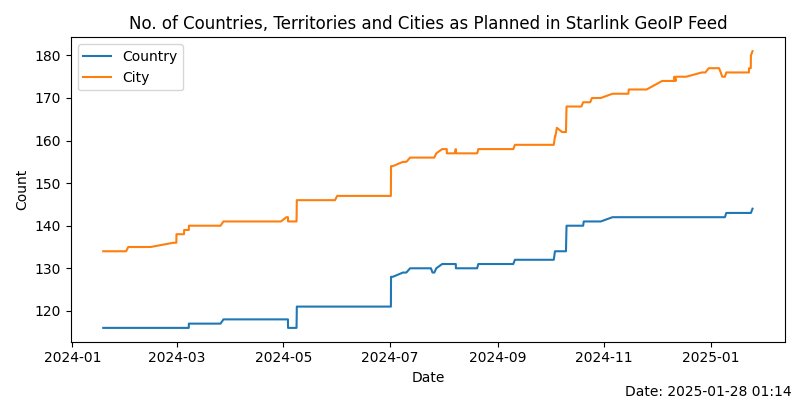 No. of Countries, Territories and Cities as Planned in Starlink GeoIP Feed
Country
City
180
170
160
150
140
130
120
Count
2024-01 2024-03 2024-05 2024-07 2024-09 2024-11 2025-01
Date
Date: 2025-01-28 01:14